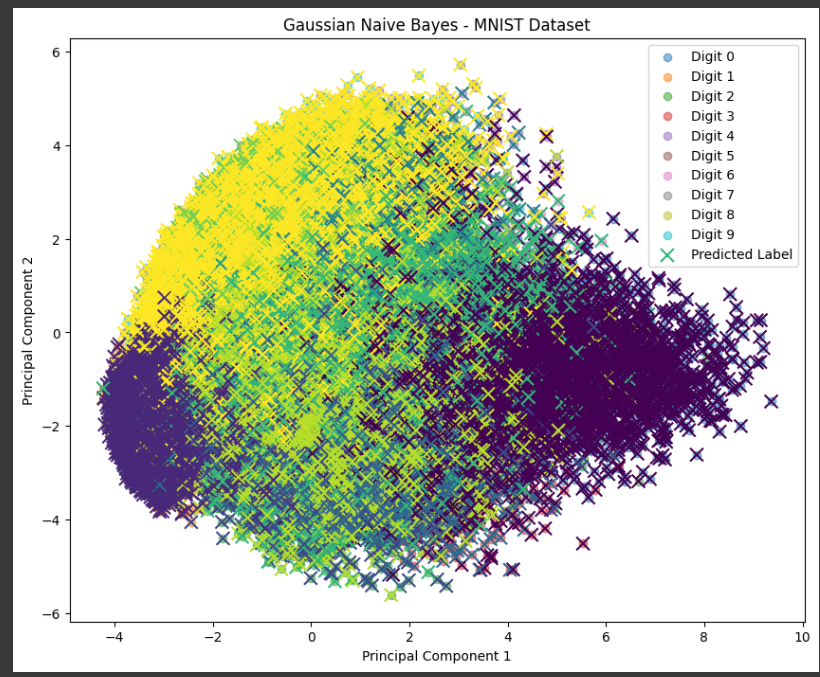 Gaussian Naive Bayes - MNIST Dataset
6
4
2
0
−2
−4
−6
Principal Component 2
Digit 0
Digit 1
Digit 2
Digit 3
Digit 4
Digit 5
Digit 6
Digit 7
Digit 8
Digit 9
Predicted Label
−4
−2
0
2
4
6
8
10
Principal Component 1